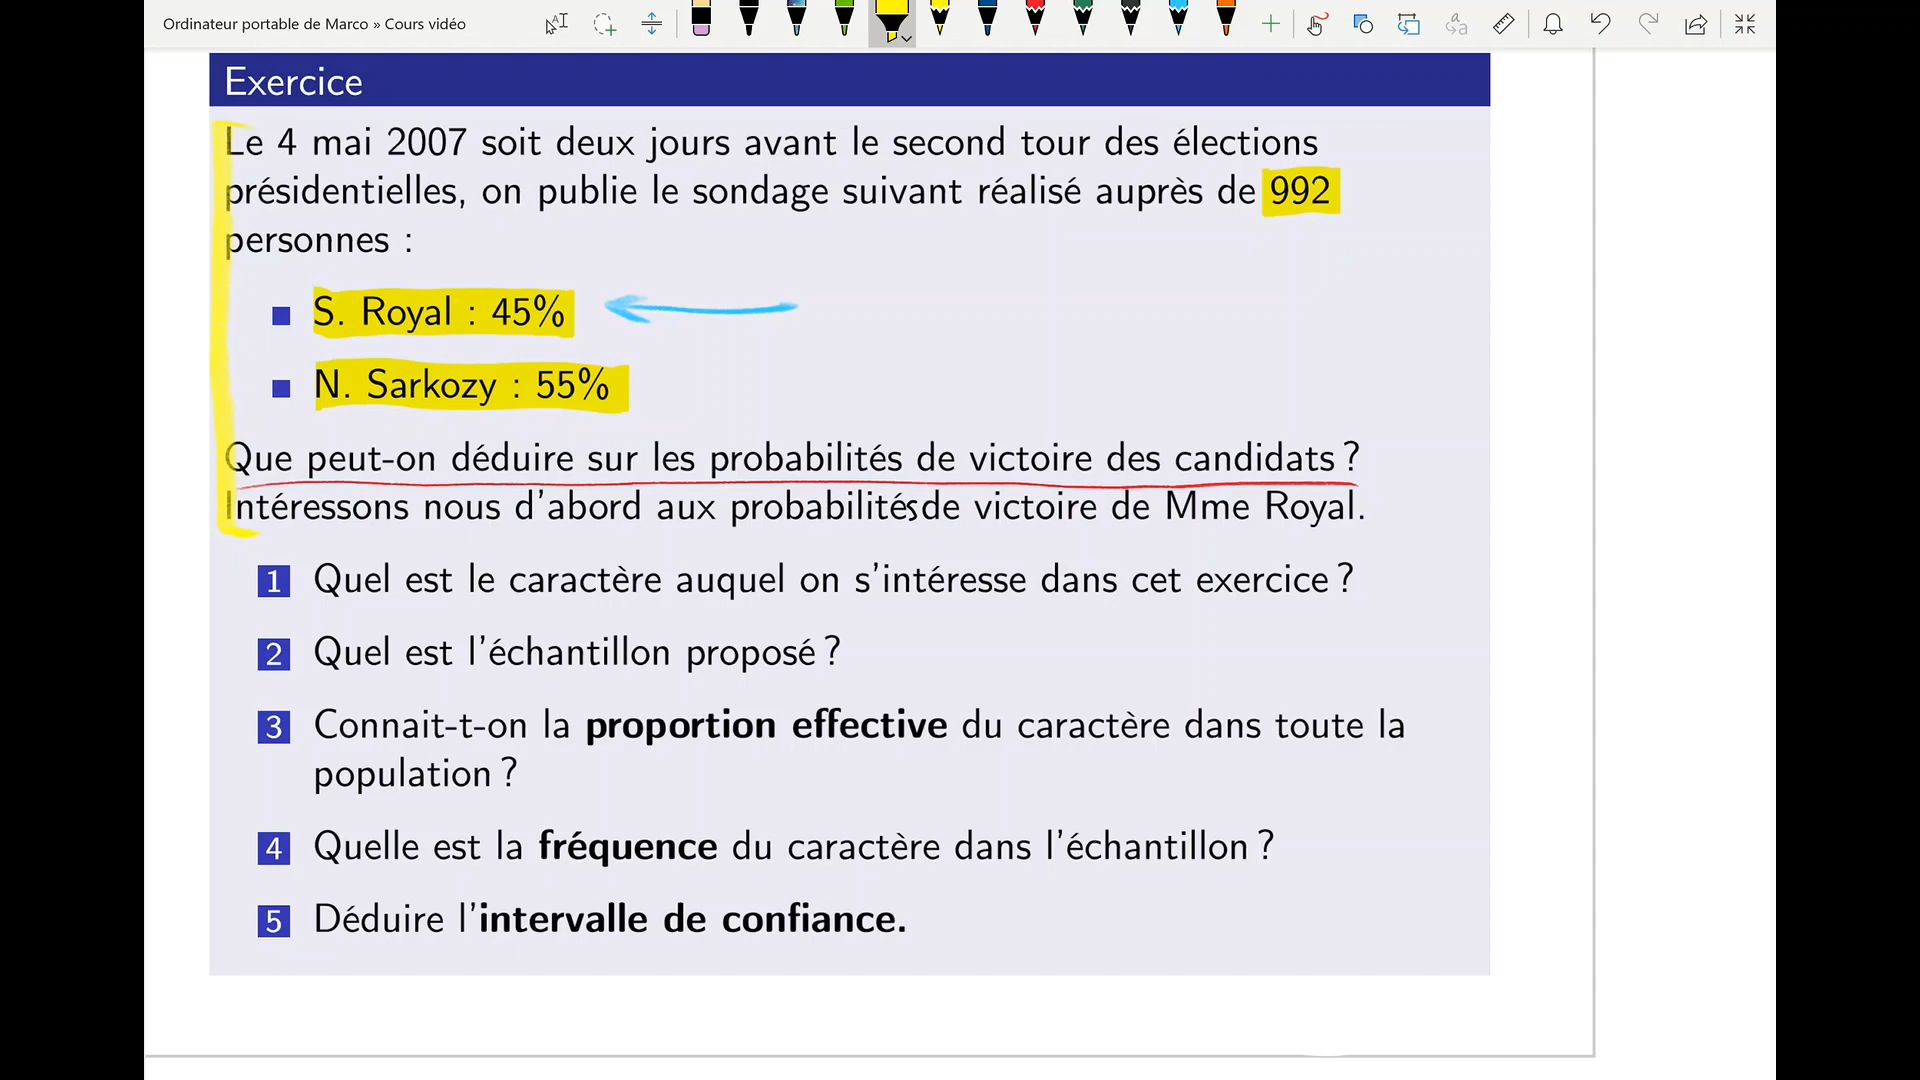 Ordinateur portable de Marco » Cours vidéo
Exercice
Le 4 mai 2007 soit deux jours avant le second tour des élections
présidentielles, on publie le sondage suivant réalisé auprès de 992
personnes :
S. Royal : 45%
N. Sarkozy : 55%
Que peut-on déduire sur les probabilités de victoire des candidats ?
Intéressons nous d'abord aux probabilités de victoire de Mme Royal.
1 Quel est le caractère auquel on s'intéresse dans cet exercice ?
2 Quel est l'échantillon proposé ?
3 Connait-t-on la proportion effective du caractère dans toute la
population ?
4 Quelle est la fréquence du caractère dans l'échantillon ?
5 Déduire l'intervalle de confiance.